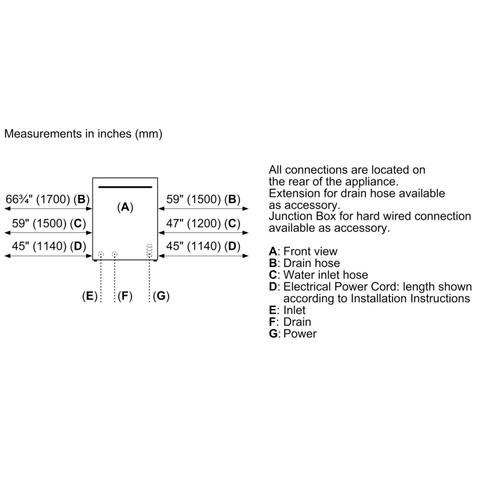 Measurements in inches (mm)
66¾" (1700) (B)
59" (1500) (B)
(A)
59" (1500) (C)
47" (1200) (C)
45" (1140) (D)
45" (1140) (D)
(E)
(F)
(G)
All connections are located on
the rear of the appliance.
Extension for drain hose available
as accessory.
Junction Box for hard wired connection
available as accessory.
A: Front view
B: Drain hose
C: Water inlet hose
D: Electrical Power Cord: length shown
according to Installation Instructions
E: Inlet
F: Drain
G: Power